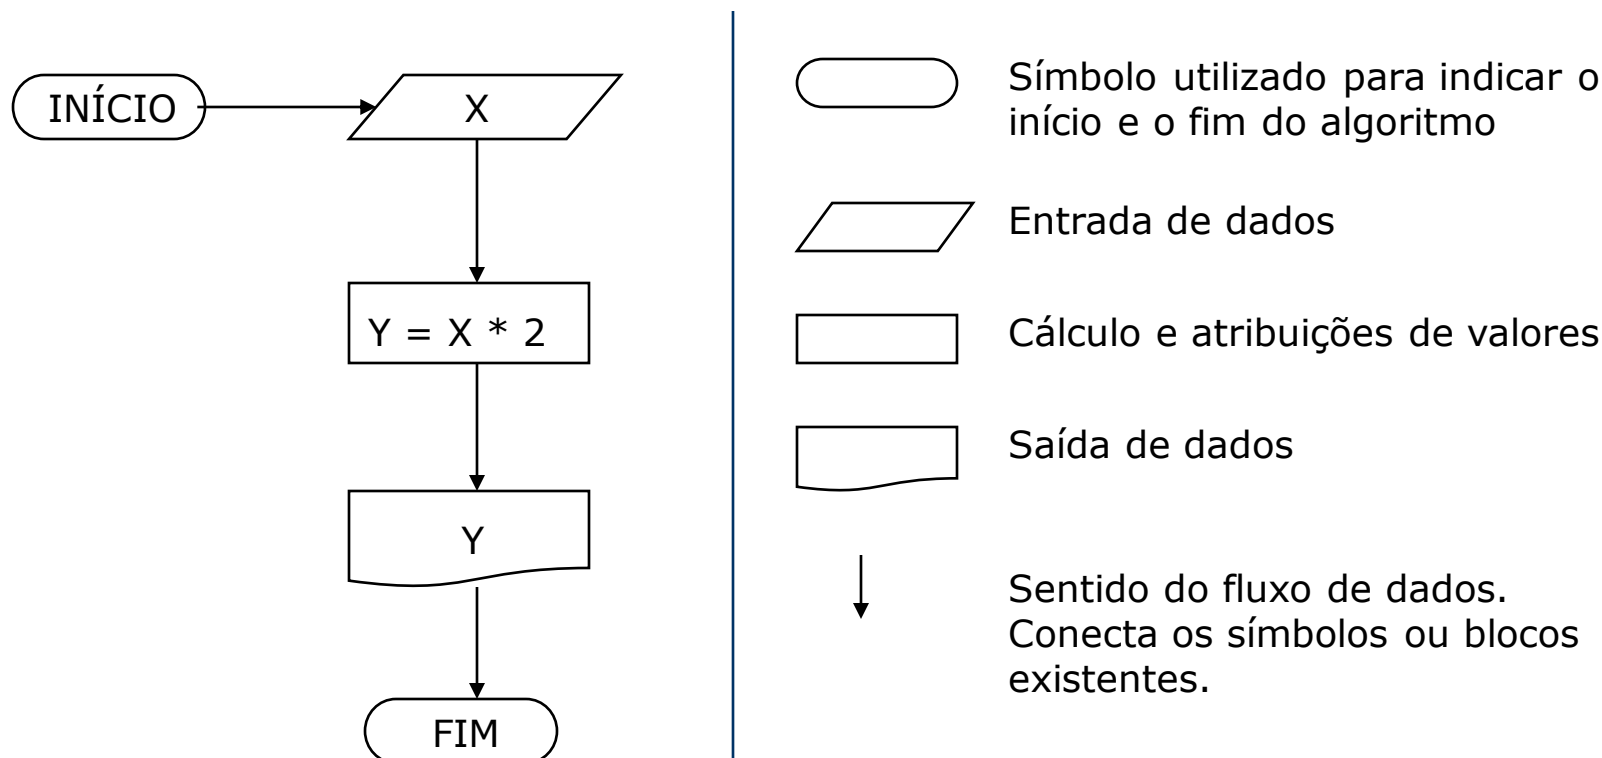 INÍCIO
X
Y = X * 2
Y
FIM
Símbolo utilizado para indicar o
início e o fim do algoritmo
Entrada de dados
Cálculo e atribuições de valores
Saída de dados
Sentido do fluxo de dados.
Conecta os símbolos ou blocos
existentes.